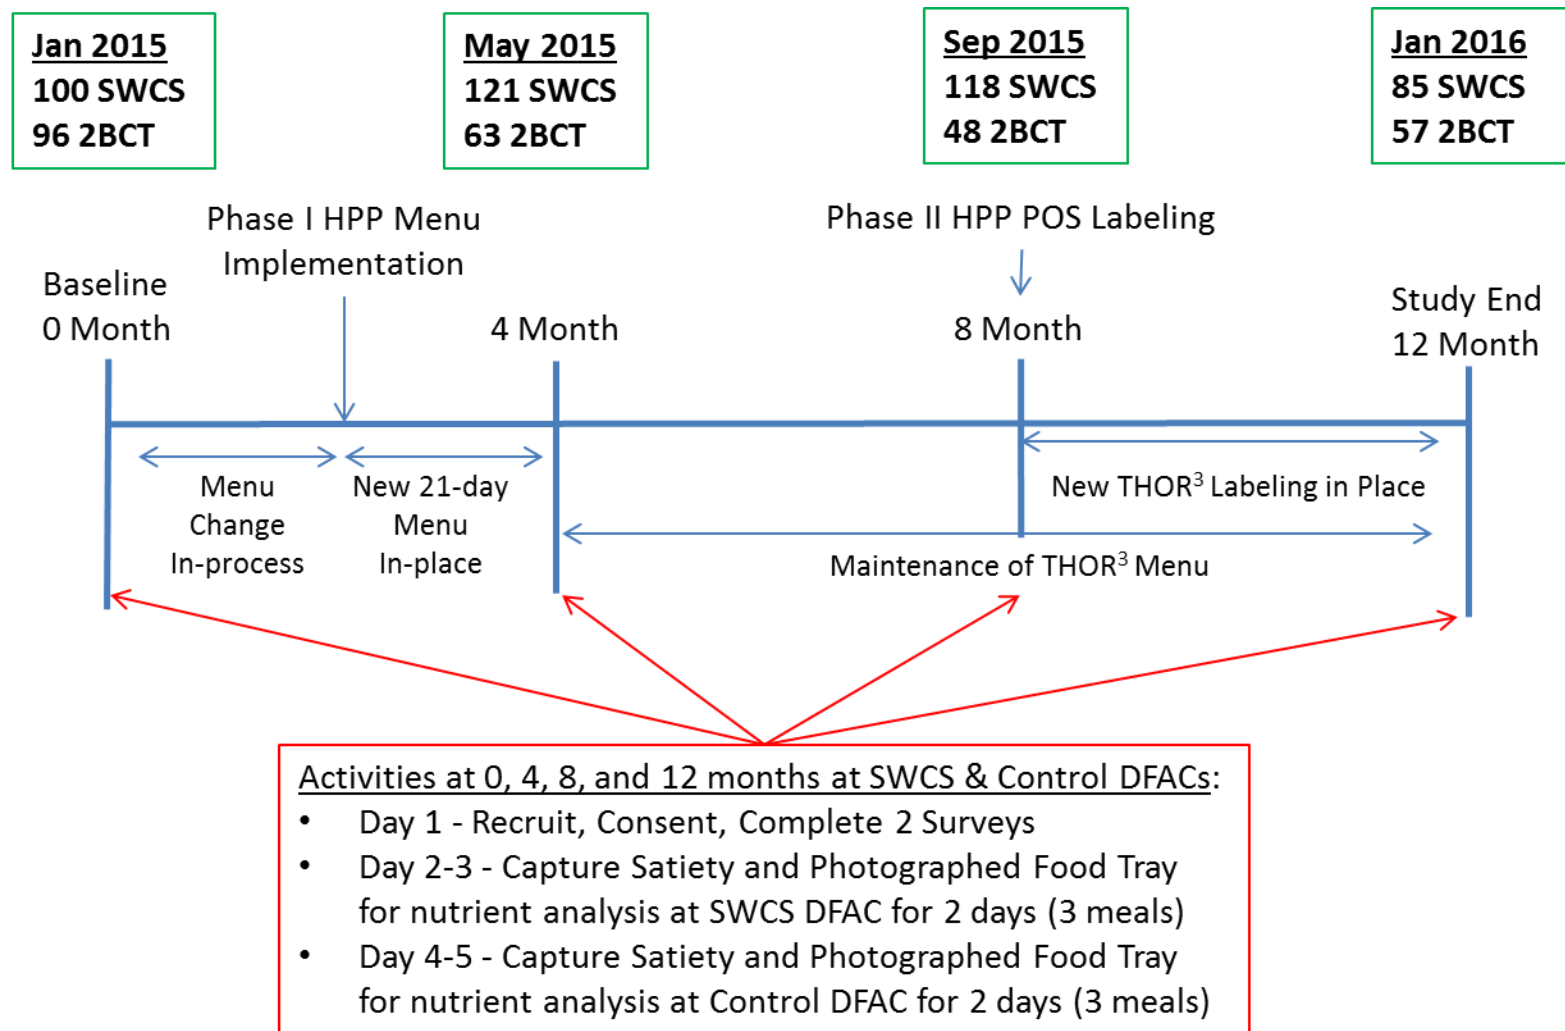 Jan 2015
100 SWCS
96 2BCT
May 2015
121 SWCS
63 2BCT
Sep 2015
118 SWCS
48 2BCT
Jan 2016
85 SWCS
57 2BCT
Phase I HPP Menu
Implementation
Phase II HPP POS Labeling
Baseline
0 Month
4 Month
8 Month
Study End
12 Month
Menu
Change
In-process
New 21-day
Menu
In-place
New THOR³ Labeling in Place
Maintenance of THOR³ Menu
Activities at 0, 4, 8, and 12 months at SWCS & Control DFACs:
• Day 1 - Recruit, Consent, Complete 2 Surveys
• Day 2-3 - Capture Satiety and Photographed Food Tray
for nutrient analysis at SWCS DFAC for 2 days (3 meals)
• Day 4-5 - Capture Satiety and Photographed Food Tray
for nutrient analysis at Control DFAC for 2 days (3 meals)